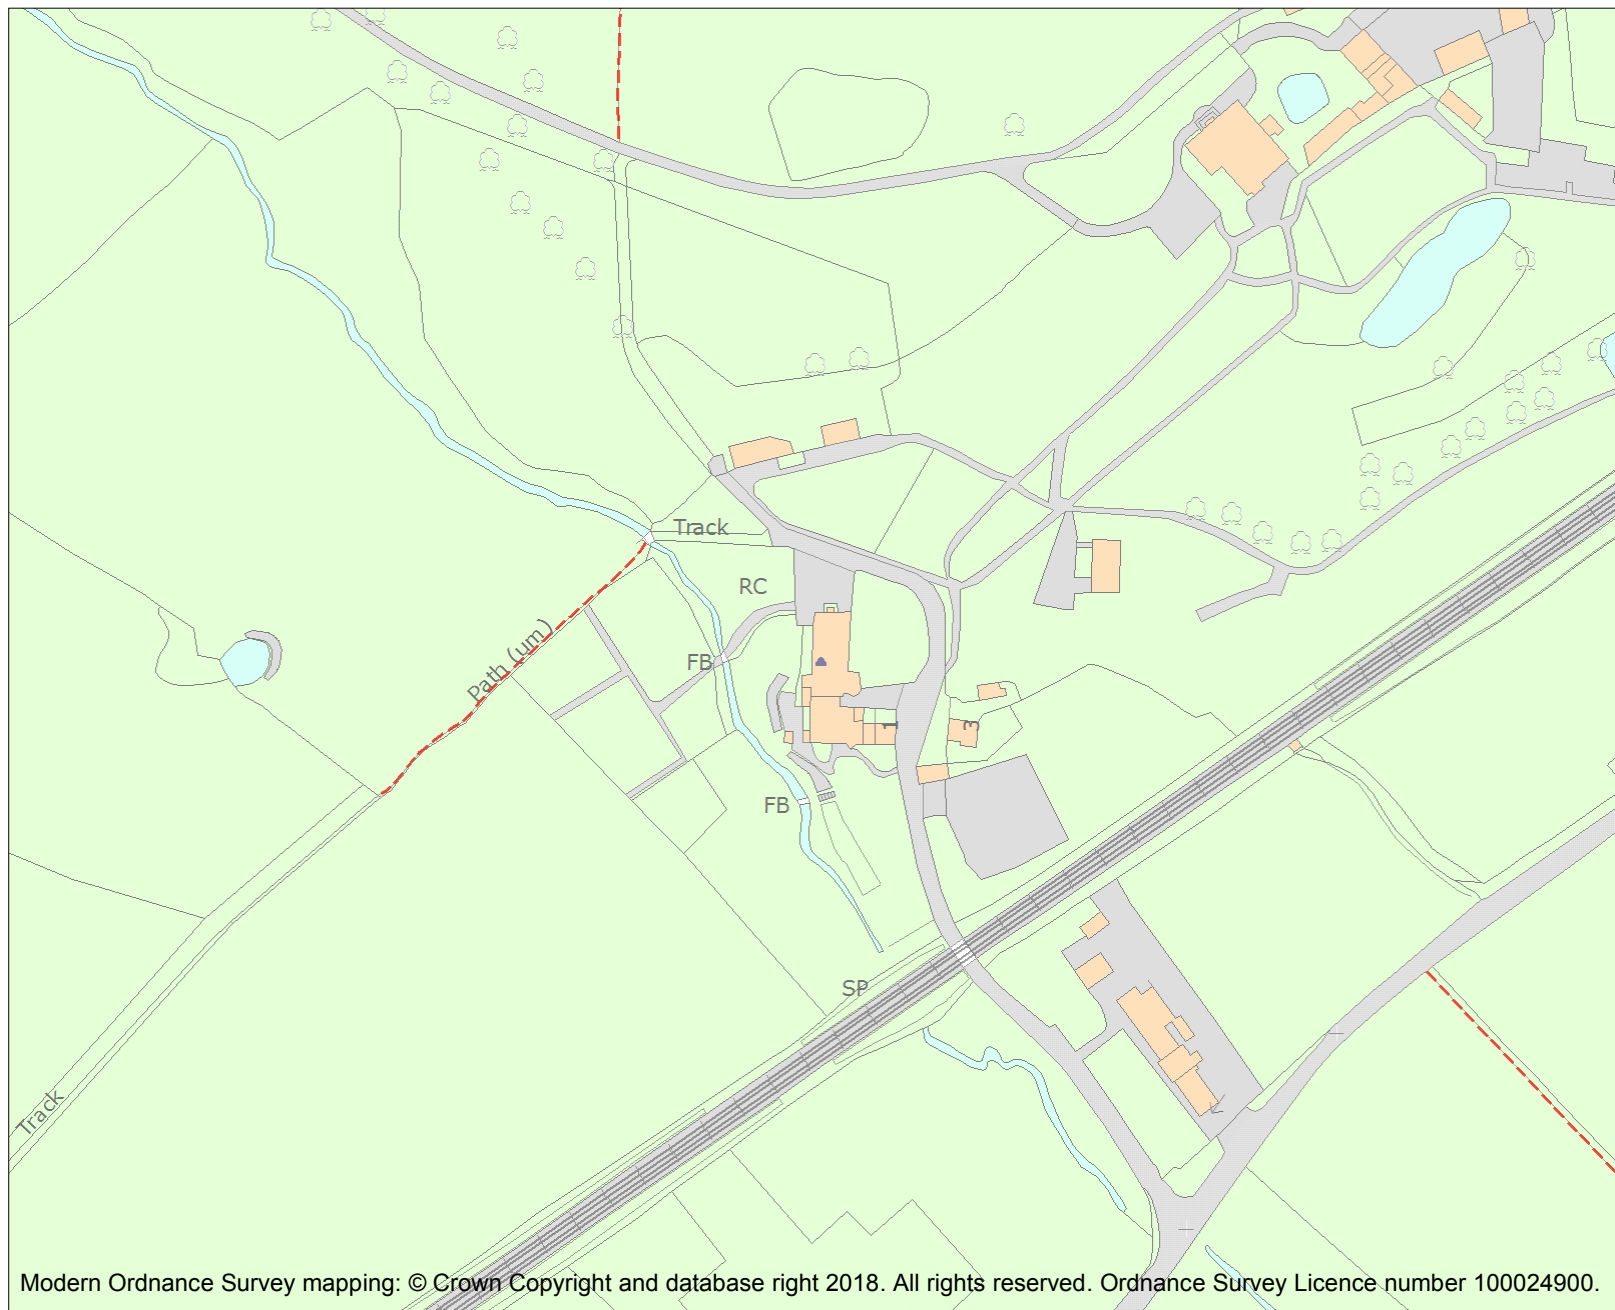 Track
RC
Path (um)
FB
1
3
FB
SP
Track
Modern Ordnance Survey mapping: © Crown Copyright and database right 2018. All rights reserved. Ordnance Survey Licence number 100024900.